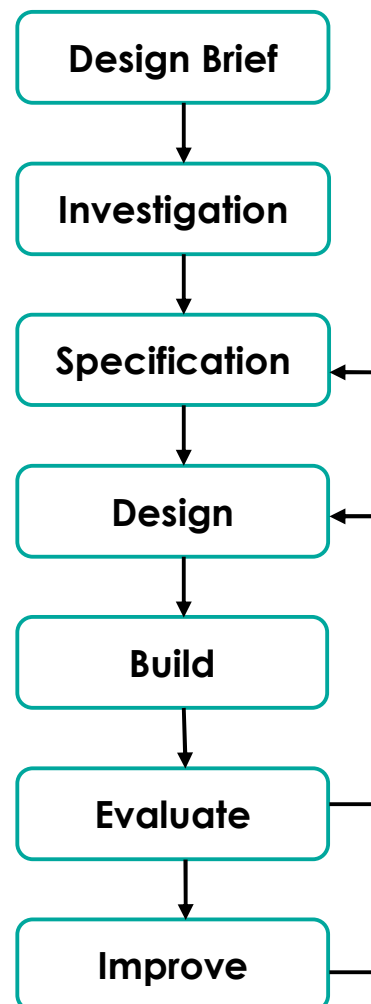 Design Brief
Investigation
Specification
Design
Build
Evaluate
Improve